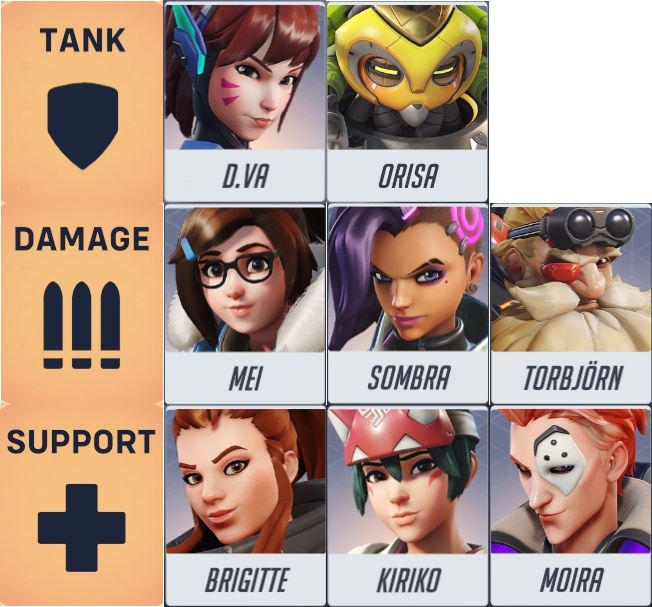 TANK
D.VA
ORISA
DAMAGE
MEI
SOMBRA
TORBJÖRN
SUPPORT
BRIGITTE
KIRIKO
MOIRA